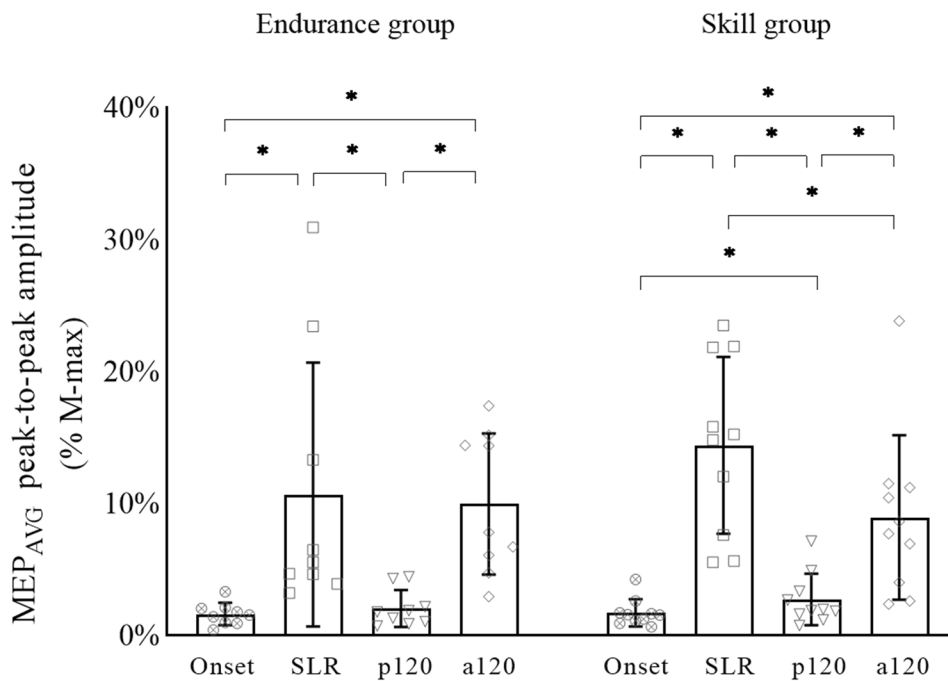 Endurance group Skill group
MEPAVG peak-to-peak amplitude
(% M-max)
40%
* *
* * * * * *
30%
*
*
20%
10%
0%
Onset SLR p120 a120 Onset SLR p120 a120